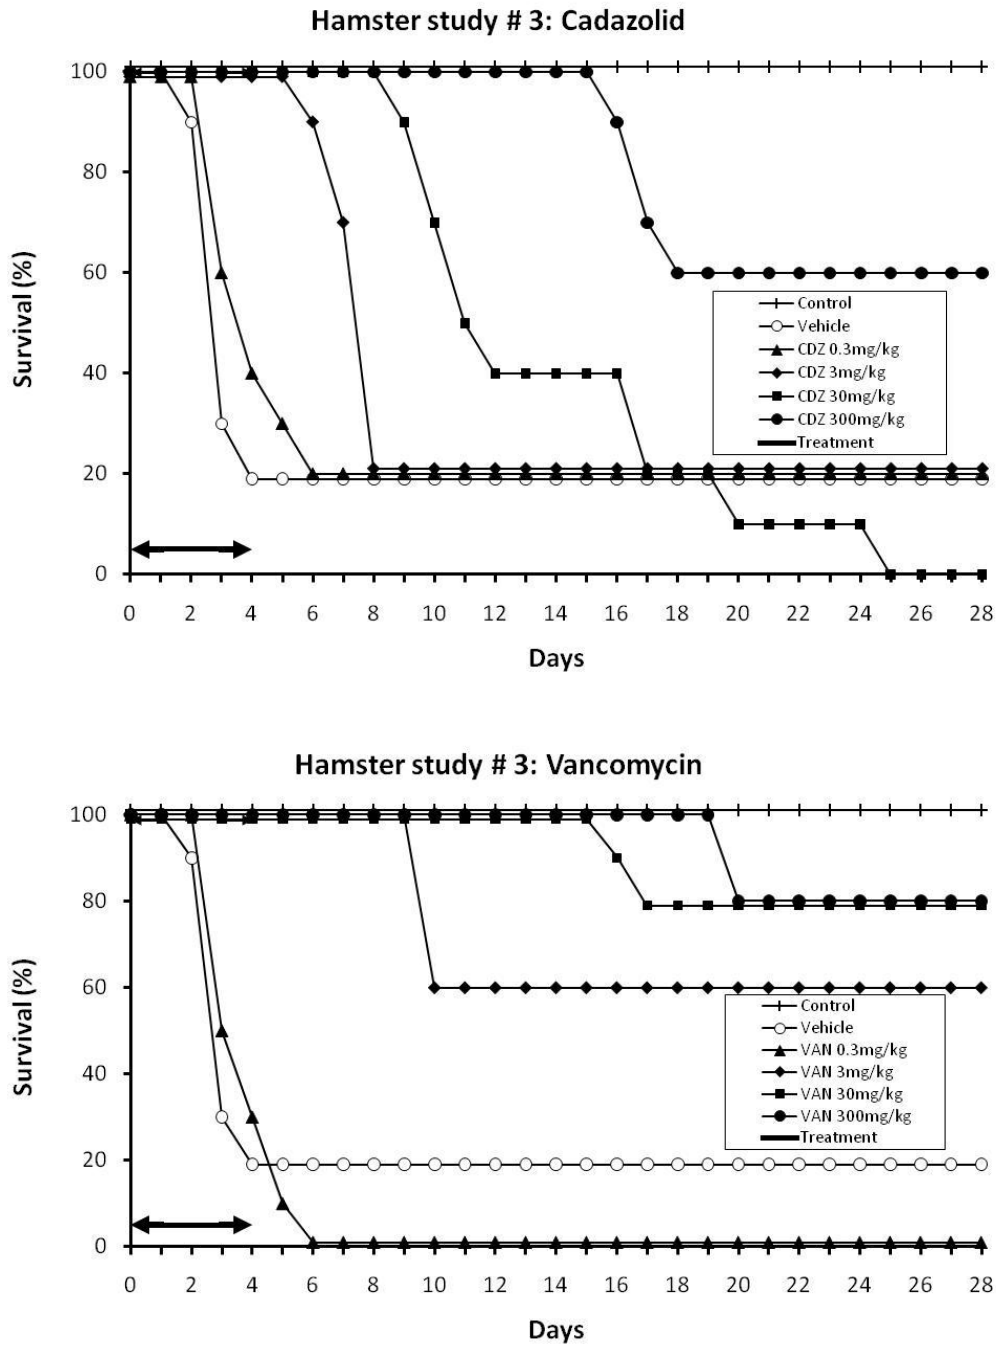 Hamster study # 3: Cadazolid
100
80
60
40
20
0
Survival (%)
Control
Vehicle
CDZ 0.3mg/kg
CDZ 3mg/kg
CDZ 30mg/kg
CDZ 300mg/kg
Treatment
0 2 4 6 8 10 12 14 16 18 20 22 24 26 28
Days
Hamster study # 3: Vancomycin
100
80
60
40
20
0
Survival (%)
Control
Vehicle
VAN 0.3mg/kg
VAN 3mg/kg
VAN 30mg/kg
VAN 300mg/kg
Treatment
0 2 4 6 8 10 12 14 16 18 20 22 24 26 28
Days